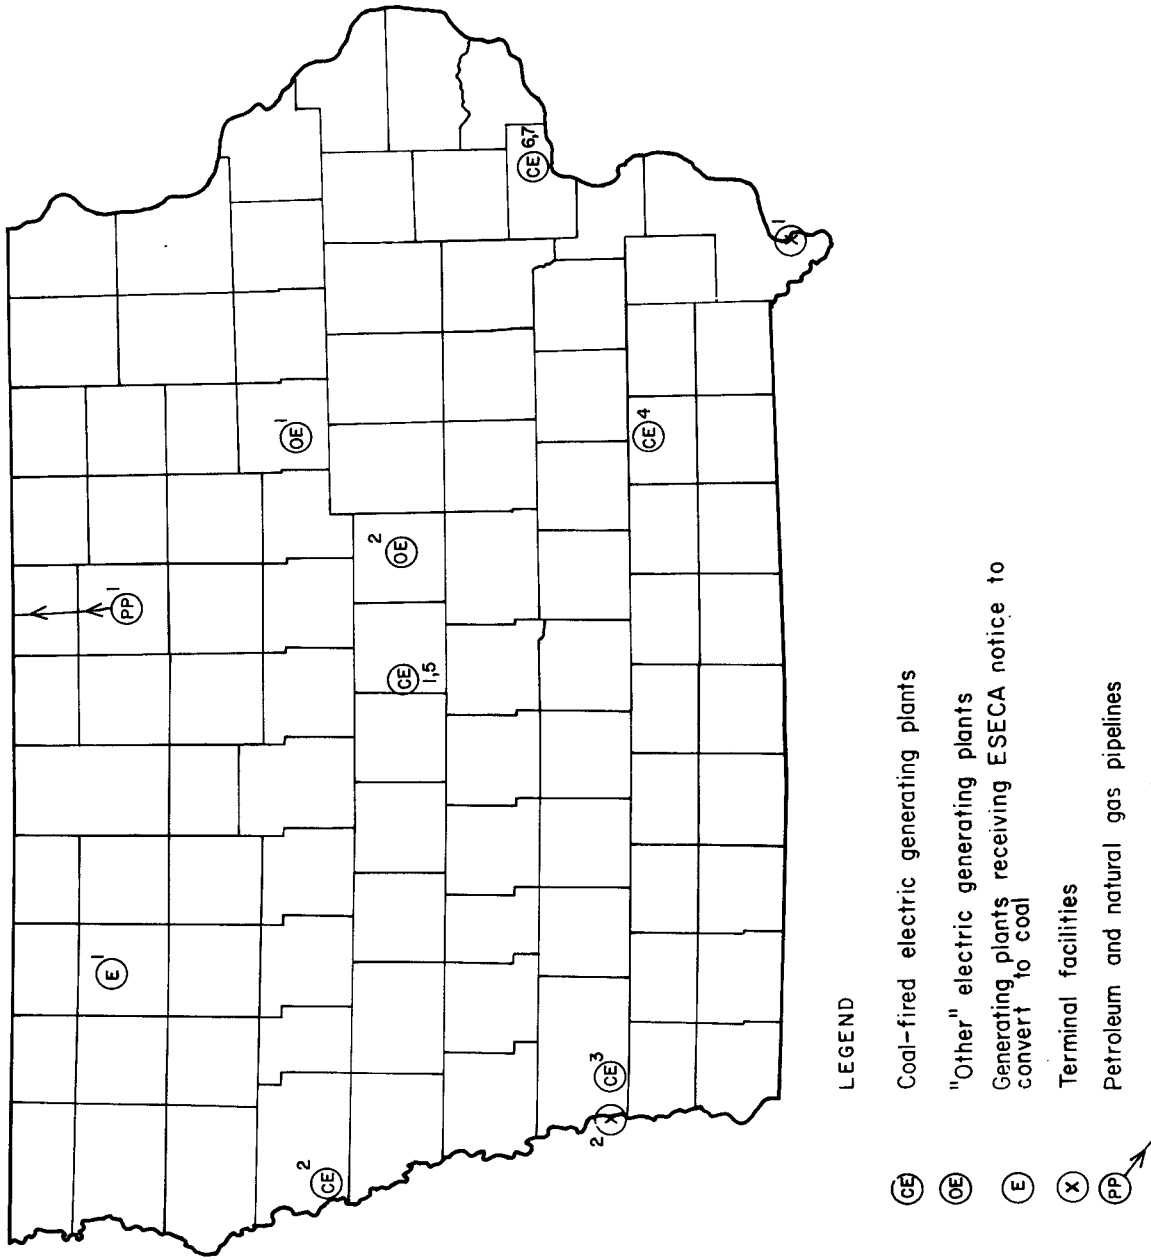 E 1
PP 1
OE 1
CE 2
CE 1,5
OE 2
2 X CE 3
CE 4
CE 6,7
X 1
LEGEND
CE Coal-fired electric generating plants
OE "Other" electric generating plants
E Generating plants receiving ESECA notice to
convert to coal
X Terminal facilities
PP Petroleum and natural gas pipelines